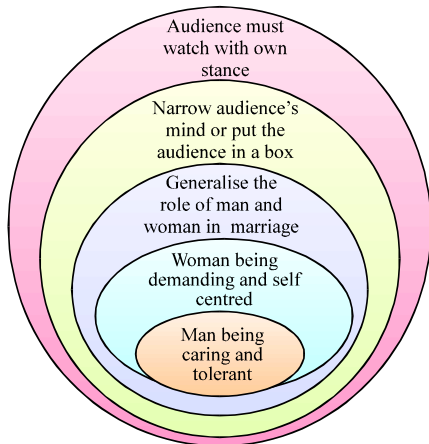 Audience must
watch with own
stance
Narrow audience's
mind or put the
audience in a box
Generalise the
role of man and
woman in marriage
Woman being
demanding and self
centred
Man being
caring and
tolerant